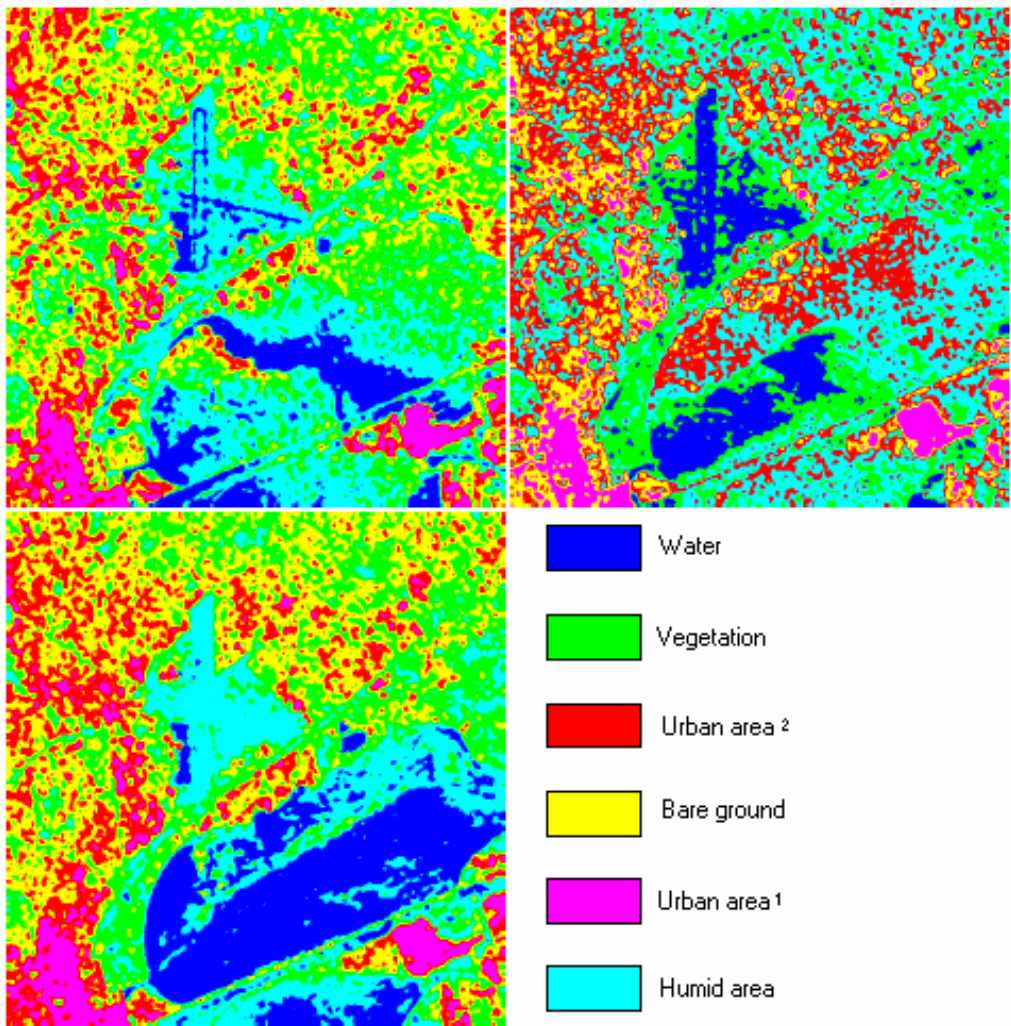 Water
Vegetation
Urban area ²
Bare ground
Urban area ¹
Humid area